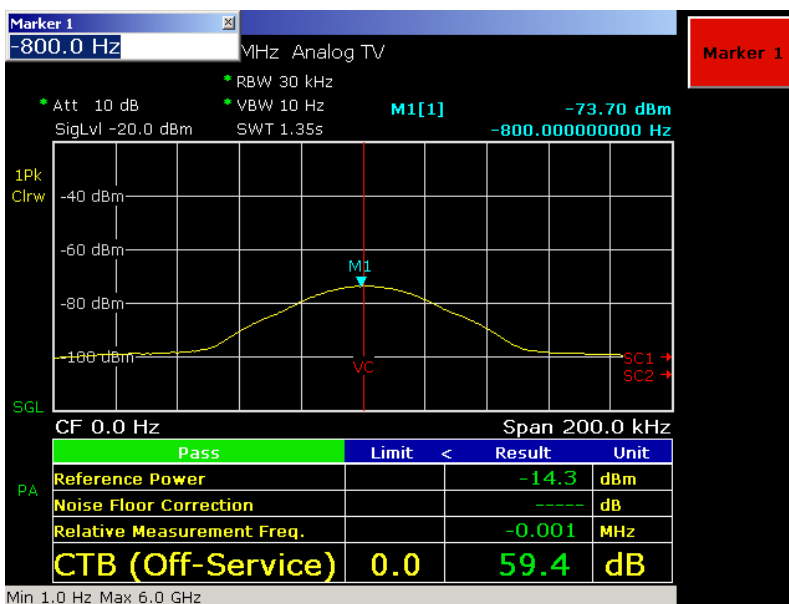 Marker 1
-800.0 Hz
MHz Analog TV
Marker 1
* RBW 30 kHz
* Att 10 dB * VBW 10 Hz M1[1] -73.70 dBm
SigLvl -20.0 dBm SWT 1.35s -800.000000000 Hz
1Pk
Clrw
-40 dBm
-60 dBm
M1
-80 dBm
-100 dBm
VC
SC1
SC2
SGL
CF 0.0 Hz Span 200.0 kHz
Pass Limit < Result Unit
Reference Power -14.3 dBm
PA
Noise Floor Correction ----- dB
Relative Measurement Freq. -0.001 MHz
CTB (Off-Service) 0.0 59.4 dB
Min 1.0 Hz Max 6.0 GHz